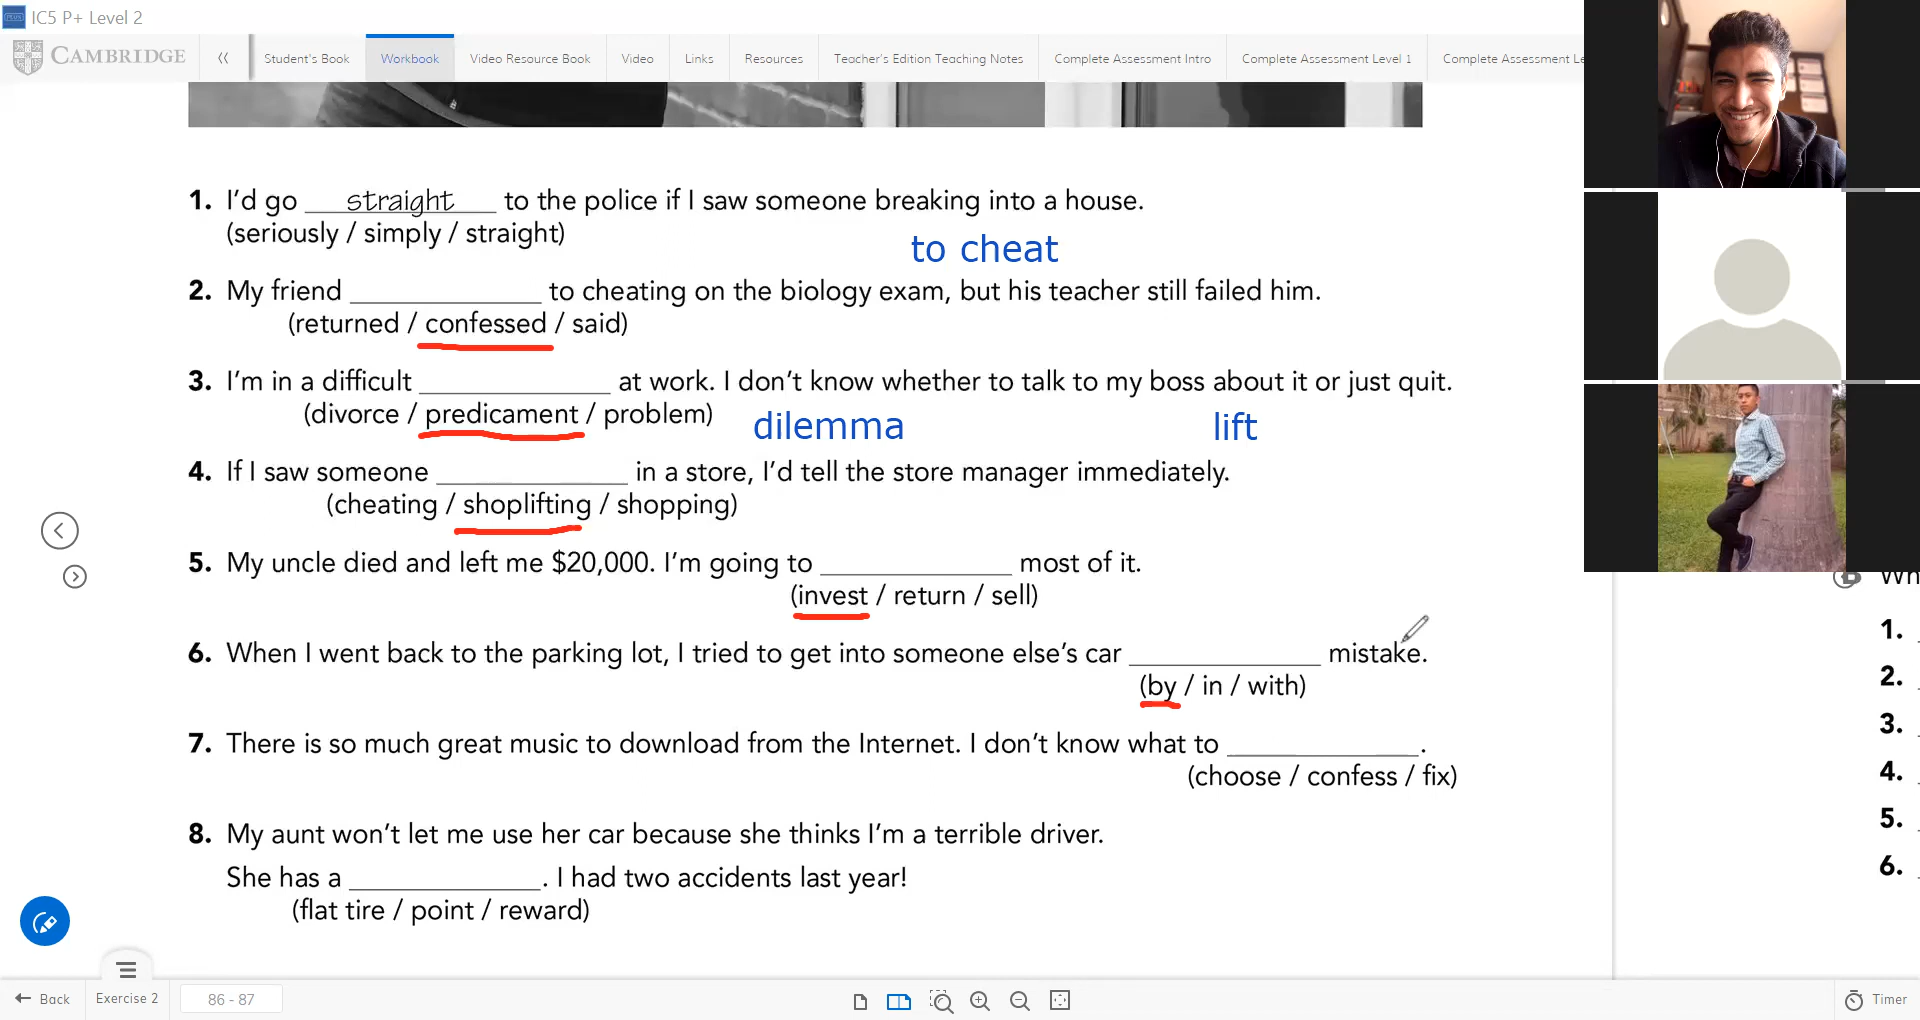 IC5 P+ Level 2
CAMBRIDGE
Student's Book
Workbook
Video Resource Book
Video
Links
Resources
Teacher's Edition Teaching Notes
Complete Assessment Intro
Complete Assessment Level 1
Complete Assessment Le
1. I'd go straight to the police if I saw someone breaking into a house.
(seriously / simply / straight)
to cheat
2. My friend ____________ to cheating on the biology exam, but his teacher still failed him.
(returned / confessed / said)
3. I'm in a difficult ____________ at work. I don't know whether to talk to my boss about it or just quit.
(divorce / predicament / problem)
dilemma
lift
4. If I saw someone ____________ in a store, I'd tell the store manager immediately.
(cheating / shoplifting / shopping)
5. My uncle died and left me $20,000. I'm going to ____________ most of it.
(invest / return / sell)
6. When I went back to the parking lot, I tried to get into someone else's car ____________ mistake.
(by / in / with)
7. There is so much great music to download from the Internet. I don't know what to ____________.
(choose / confess / fix)
8. My aunt won't let me use her car because she thinks I'm a terrible driver.
She has a ____________. I had two accidents last year!
(flat tire / point / reward)
1.
2.
3.
4.
5.
6.
Back
Exercise 2
86 - 87
Timer